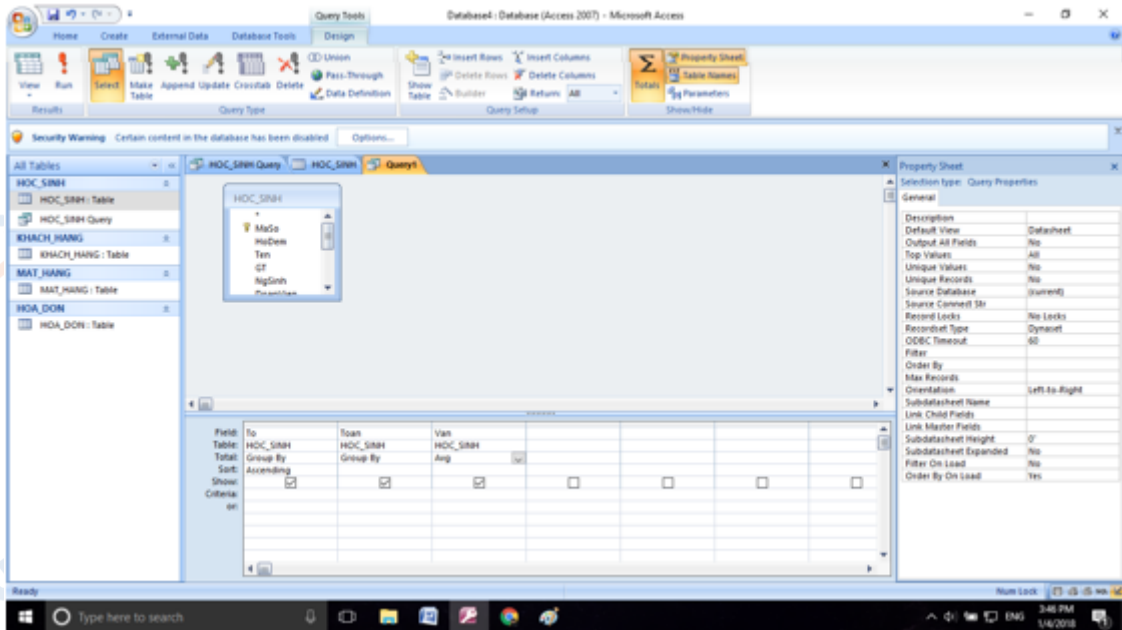 Query Tools
Database4 : Database (Access 2007) - Microsoft Access
Home Create External Data Database Tools Design
View
Run
Select
Make Table
Append
Update
Crosstab
Delete
Union
Pass-Through
Data Definition
Show Table
Insert Rows
Delete Rows
Builder
Insert Columns
Delete Columns
Return: All
Totals
Property Sheet
Table Names
Parameters
Results
Query Type
Query Setup
Show/Hide
Security Warning Certain content in the database has been disabled Options...
All Tables
HOC_SINH
HOC_SINH : Table
HOC_SINH Query
KHACH_HANG
KHACH_HANG : Table
MAT_HANG
MAT_HANG : Table
HOA_DON
HOA_DON : Table
HOC_SINH Query HOC_SINH Query1
HOC_SINH
*
MaSo
HoDem
Ten
GT
NgSinh
DoanVien
Field: To Toan Van
Table: HOC_SINH HOC_SINH HOC_SINH
Total: Group By Group By Avg
Sort: Ascending
Show:
Criteria:
or:
Property Sheet
Selection type: Query Properties
General
Description
Default View Datasheet
Output All Fields No
Top Values All
Unique Values No
Unique Records No
Source Database (current)
Source Connect Str
Record Locks No Locks
Recordset Type Dynaset
ODBC Timeout 60
Filter
Order By
Max Records
Orientation Left-to-Right
Subdatasheet Name
Link Child Fields
Link Master Fields
Subdatasheet Height 0"
Subdatasheet Expanded No
Filter On Load No
Order By On Load Yes
Ready
Num Lock
Type here to search
ENG
3:46 PM
1/4/2018